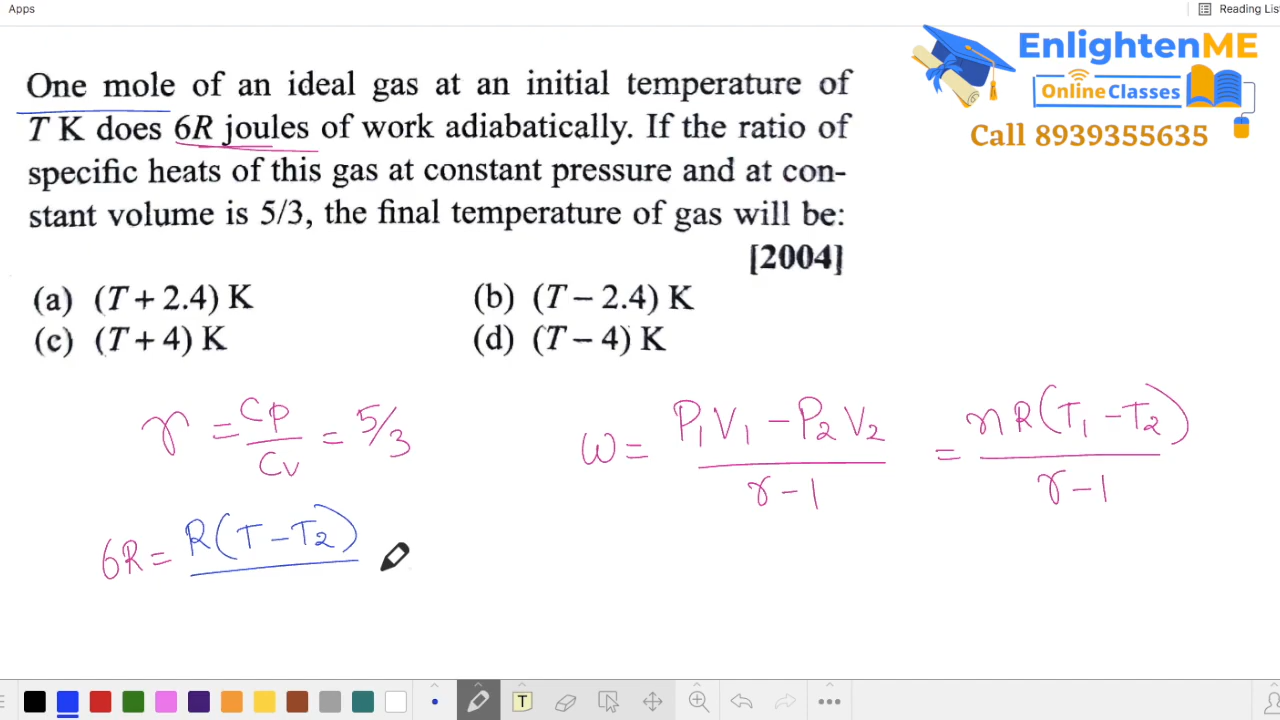 Apps
Reading Lis
EnlightenME
OnlineClasses
Call 8939355635
One mole of an ideal gas at an initial temperature of
T K does 6R joules of work adiabatically. If the ratio of
specific heats of this gas at constant pressure and at con-
stant volume is 5/3, the final temperature of gas will be:
[2004]
(a) (T + 2.4) K (b) (T − 2.4) K
(c) (T + 4) K (d) (T − 4) K
γ = Cp/Cv = 5/3
W = P₁V₁ − P₂V₂ / γ − 1 = nR(T₁ − T₂) / γ − 1
6R = R(T − T₂)
T